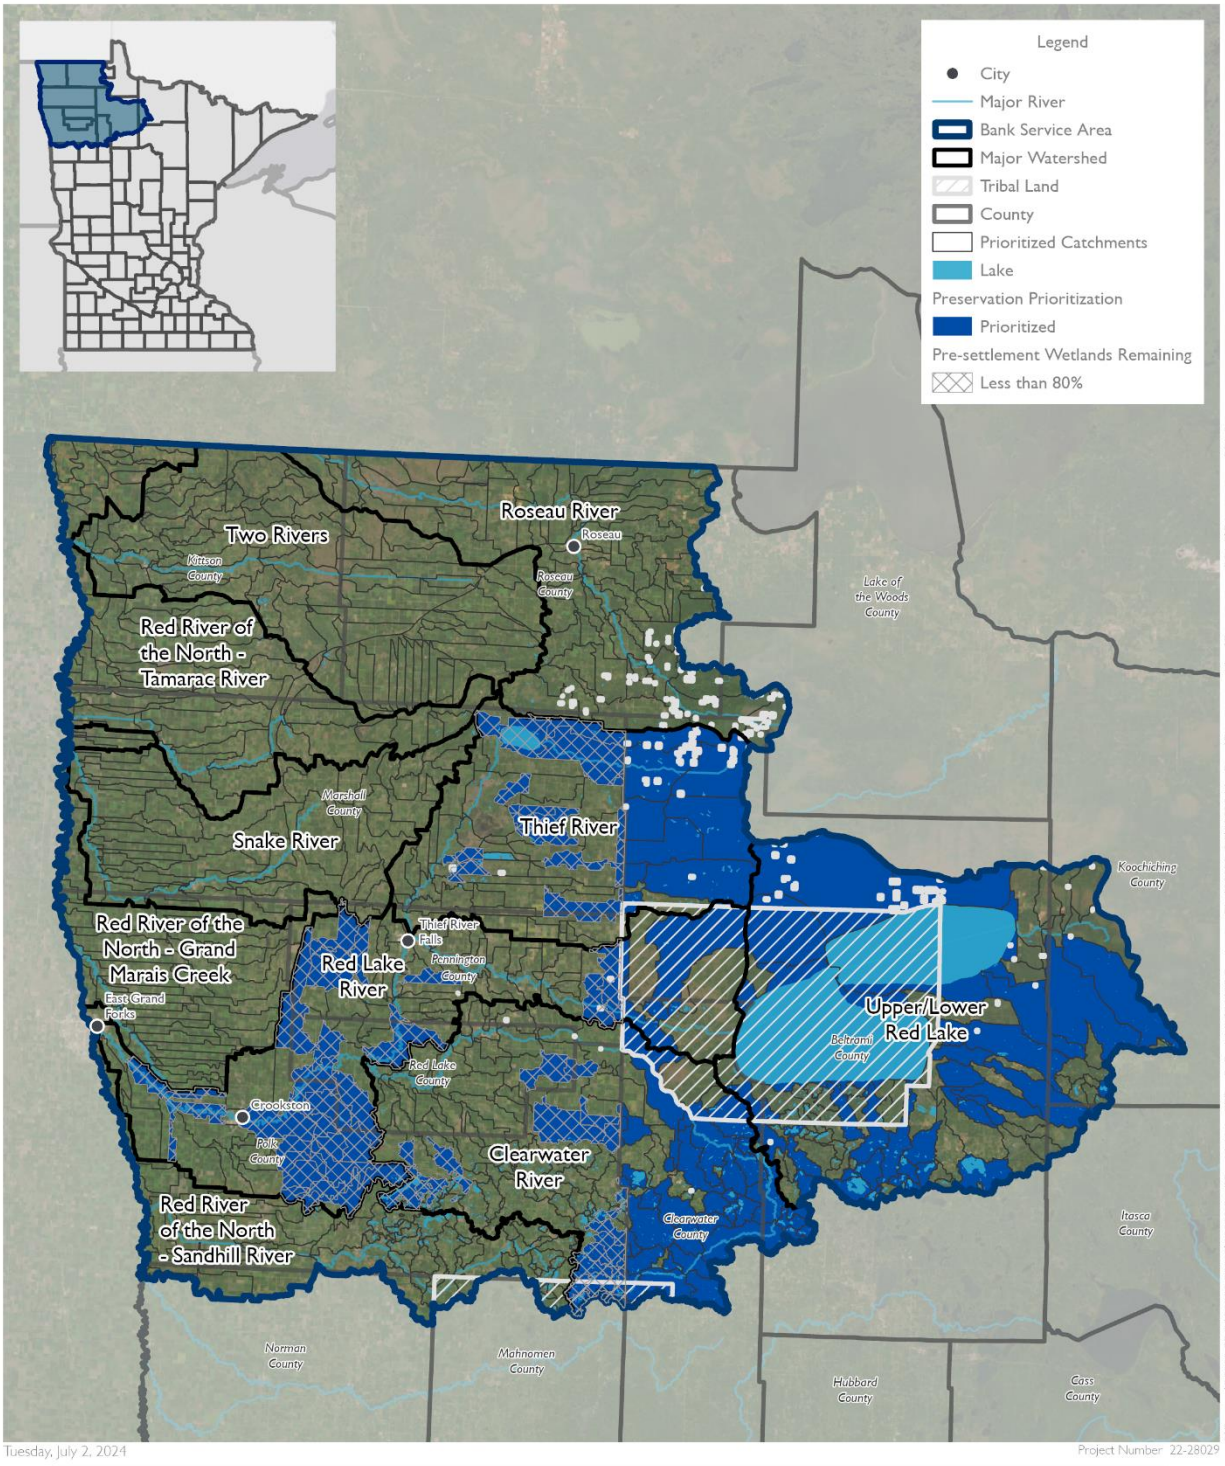 Legend
City
Major River
Bank Service Area
Major Watershed
Tribal Land
County
Prioritized Catchments
Lake
Preservation Prioritization
Prioritized
Pre-settlement Wetlands Remaining
Less than 80%
Roseau River
Roseau
Two Rivers
Kittson
County
Roseau
County
Lake of
the Woods
County
Red River of
the North -
Tamarac River
Marshall
County
Snake River
Thief River
Koochiching
County
Red River of the
North - Grand
Marais Creek
Thief River
Falls
Red Lake
River
Pennington
County
East Grand
Forks
Upper/Lower
Red Lake
Beltrami
County
Red Lake
County
Crookston
Polk
County
Clearwater
River
Red River
of the North
- Sandhill River
Clearwater
County
Itasca
County
Norman
County
Mahnomen
County
Hubbard
County
Cass
County
Tuesday, July 2, 2024
Project Number 22-28029